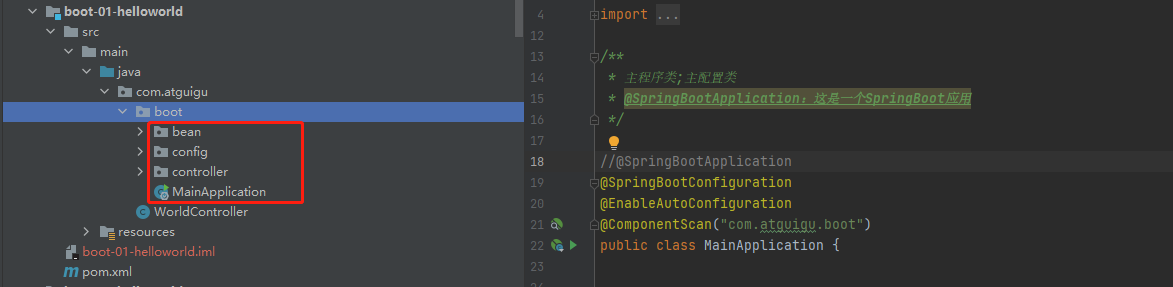 boot-01-helloworld
src
main
java
com.atguigu
boot
bean
config
controller
MainApplication
WorldController
resources
boot-01-helloworld.iml
pom.xml
4 import ...
12
13 /**
14 * 主程序类;主配置类
15 * @SpringBootApplication：这是一个SpringBoot应用
16 */
17
18 //@SpringBootApplication
19 @SpringBootConfiguration
20 @EnableAutoConfiguration
21 @ComponentScan("com.atguigu.boot")
22 public class MainApplication {
23